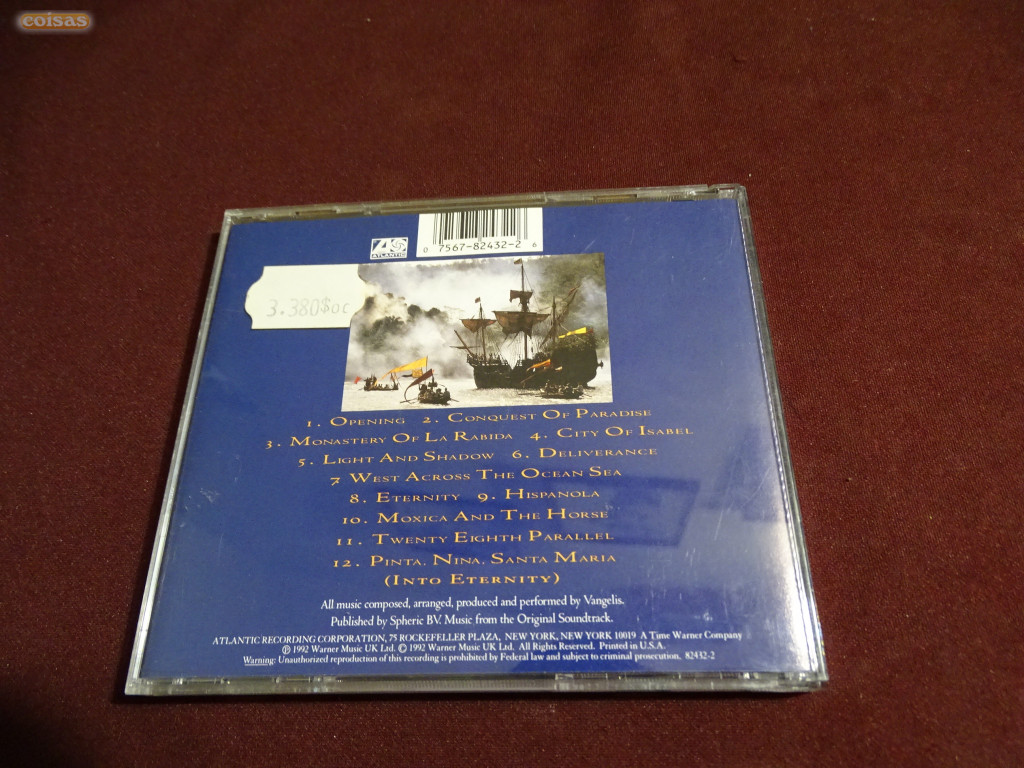 coisas
ATLANTIC
0 7567-82432-2 6
3.380$00
1. OPENING 2. CONQUEST OF PARADISE
3. MONASTERY OF LA RABIDA 4. CITY OF ISABEL
5. LIGHT AND SHADOW 6. DELIVERANCE
7 WEST ACROSS THE OCEAN SEA
8. ETERNITY 9. HISPANOLA
10. MOXICA AND THE HORSE
11. TWENTY EIGHTH PARALLEL
12. PINTA, NINA, SANTA MARIA
(INTO ETERNITY)
All music composed, arranged, produced and performed by Vangelis.
Published by Spheric BV. Music from the Original Soundtrack.
ATLANTIC RECORDING CORPORATION, 75 ROCKEFELLER PLAZA, NEW YORK, NEW YORK 10019 A Time Warner Company
℗ 1992 Warner Music UK Ltd. © 1992 Warner Music UK Ltd. All Rights Reserved. Printed in U.S.A.
Warning: Unauthorized reproduction of this recording is prohibited by Federal law and subject to criminal prosecution. 82432-2